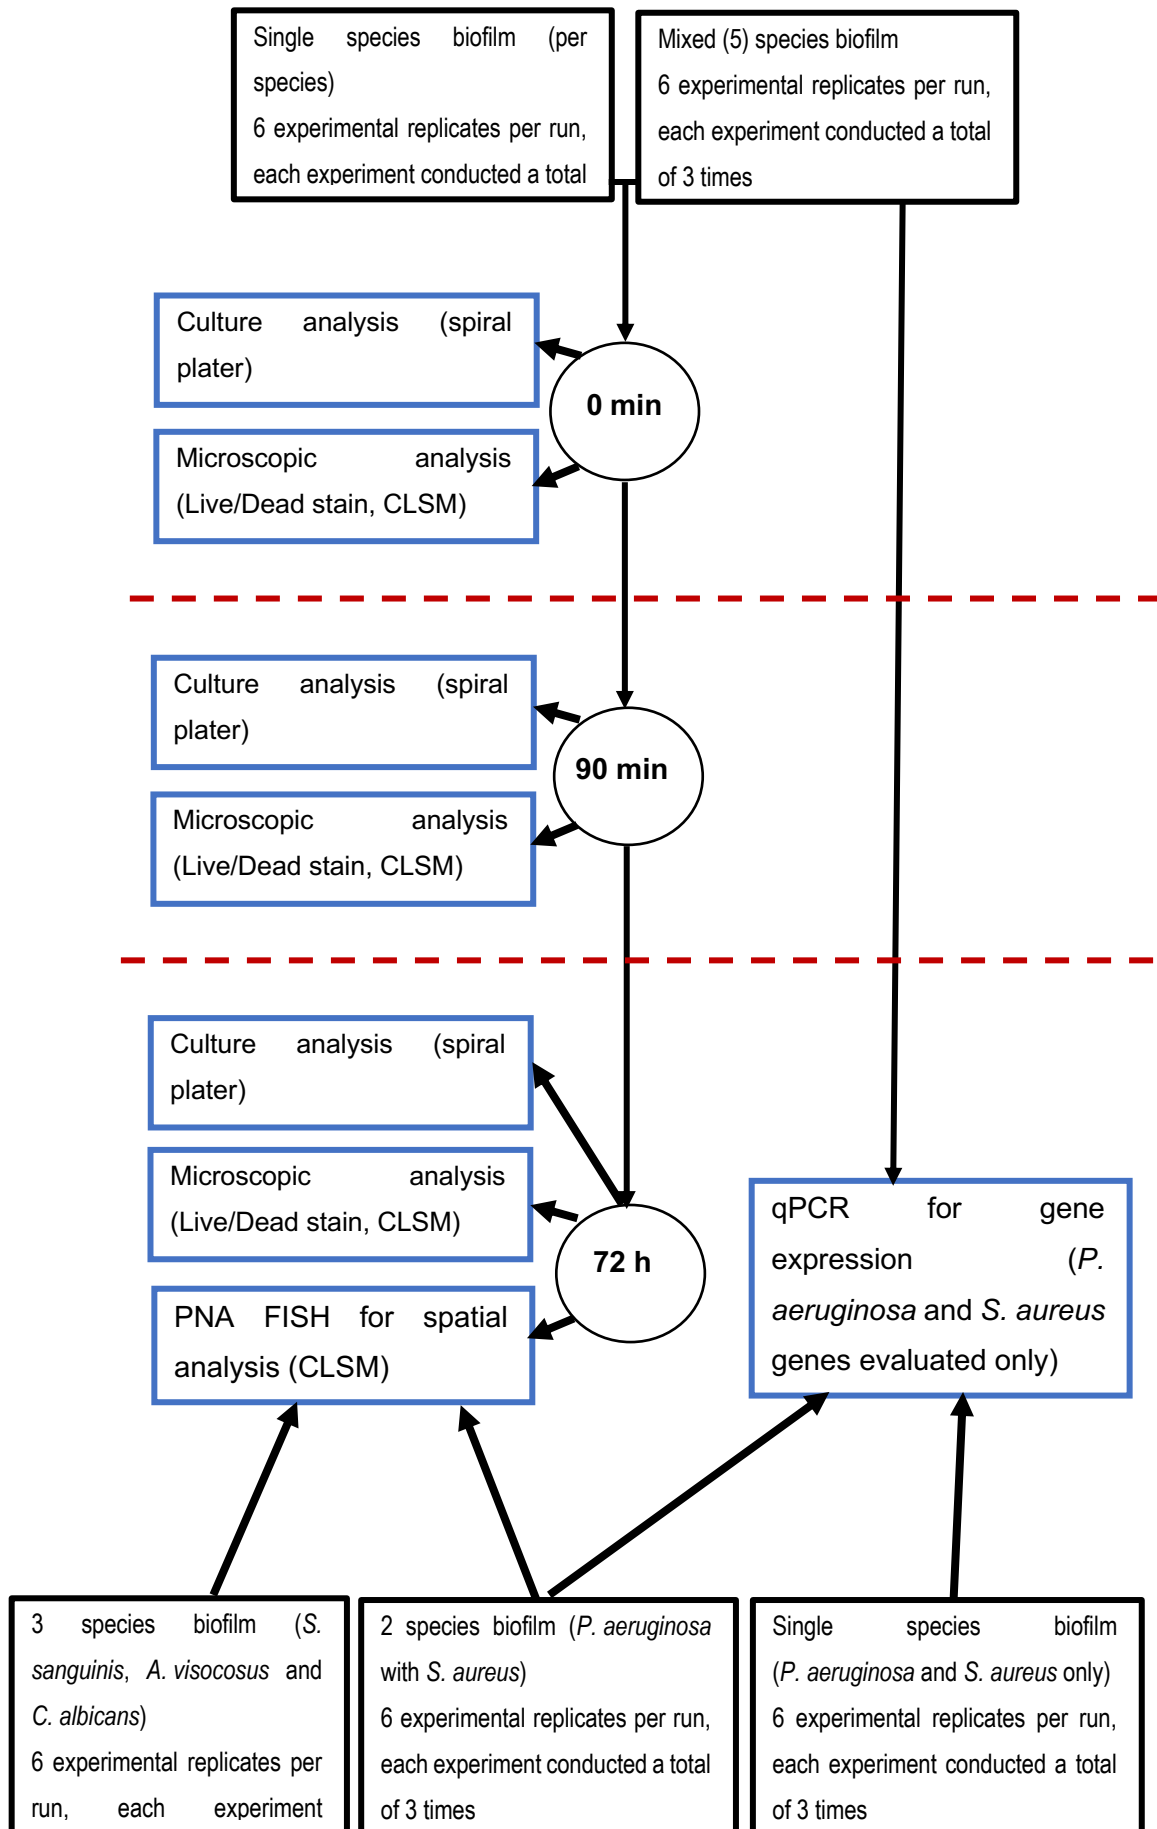 Single species biofilm (per
species)
6 experimental replicates per run,
each experiment conducted a total
Mixed (5) species biofilm
6 experimental replicates per run,
each experiment conducted a total
of 3 times
Culture analysis (spiral
plater)
0 min
Microscopic analysis
(Live/Dead stain, CLSM)
Culture analysis (spiral
plater)
90 min
Microscopic analysis
(Live/Dead stain, CLSM)
Culture analysis (spiral
plater)
Microscopic analysis
(Live/Dead stain, CLSM)
72 h
PNA FISH for spatial
analysis (CLSM)
qPCR for gene
expression (P.
aeruginosa and S. aureus
genes evaluated only)
3 species biofilm (S.
sanguinis, A. visocosus and
C. albicans)
6 experimental replicates per
run, each experiment
2 species biofilm (P. aeruginosa
with S. aureus)
6 experimental replicates per run,
each experiment conducted a total
of 3 times
Single species biofilm
(P. aeruginosa and S. aureus only)
6 experimental replicates per run,
each experiment conducted a total
of 3 times